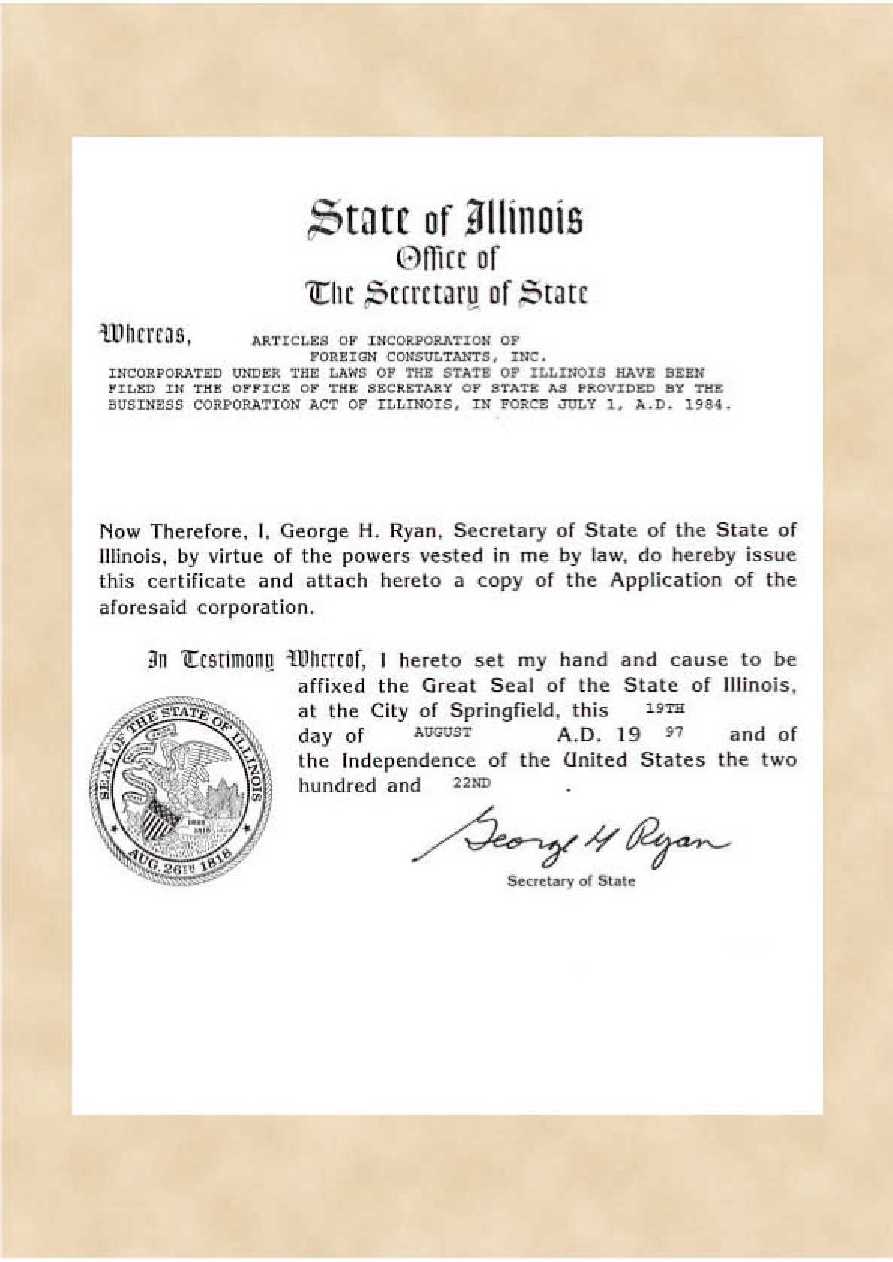 State of Illinois
Office of
The Secretary of State
Whereas, ARTICLES OF INCORPORATION OF
FOREIGN CONSULTANTS, INC.
INCORPORATED UNDER THE LAWS OF THE STATE OF ILLINOIS HAVE BEEN
FILED IN THE OFFICE OF THE SECRETARY OF STATE AS PROVIDED BY THE
BUSINESS CORPORATION ACT OF ILLINOIS, IN FORCE JULY 1, A.D. 1984.
Now Therefore, I, George H. Ryan, Secretary of State of the State of
Illinois, by virtue of the powers vested in me by law, do hereby issue
this certificate and attach hereto a copy of the Application of the
aforesaid corporation.
In Testimony Whereof, I hereto set my hand and cause to be
affixed the Great Seal of the State of Illinois,
at the City of Springfield, this 19TH
day of AUGUST A.D. 19 97 and of
the Independence of the United States the two
hundred and 22ND .
SEAL OF THE STATE OF ILLINOIS
AUG. 26TH 1818
George H Ryan
Secretary of State